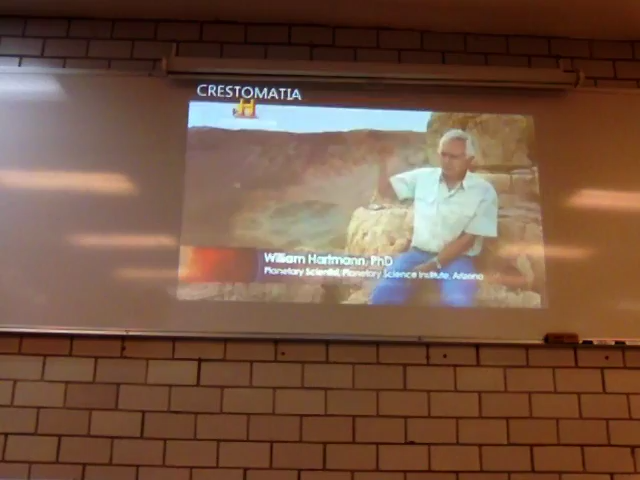 CRESTOMATIA
H
William Hartmann, PhD
Planetary Scientist, Planetary Science Institute, Arizona